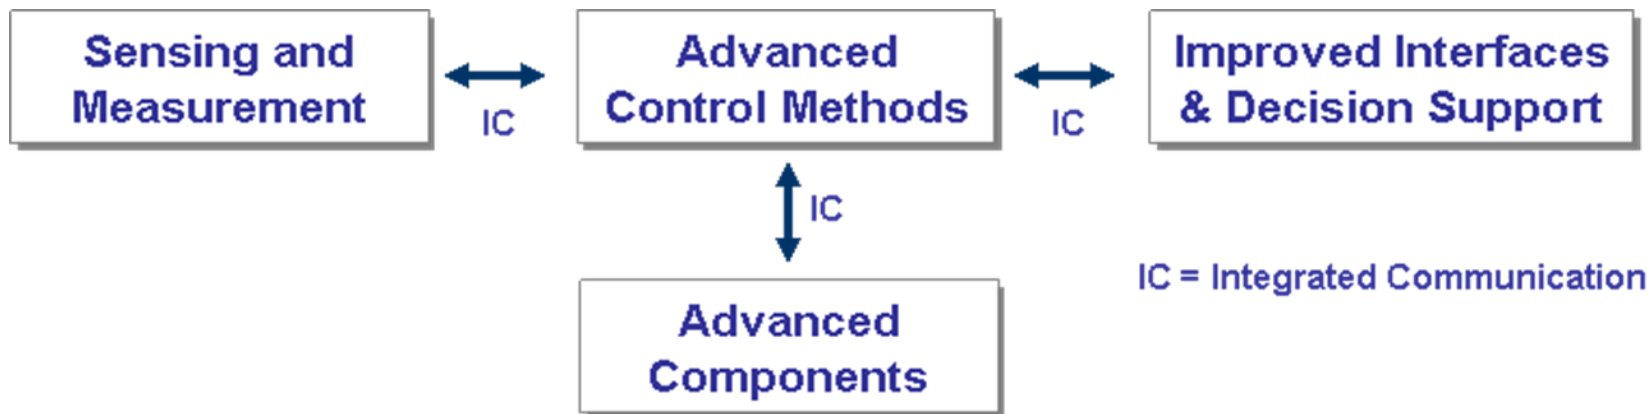 Sensing and
Measurement
IC
Advanced
Control Methods
IC
Improved Interfaces
& Decision Support
IC
IC = Integrated Communication
Advanced
Components